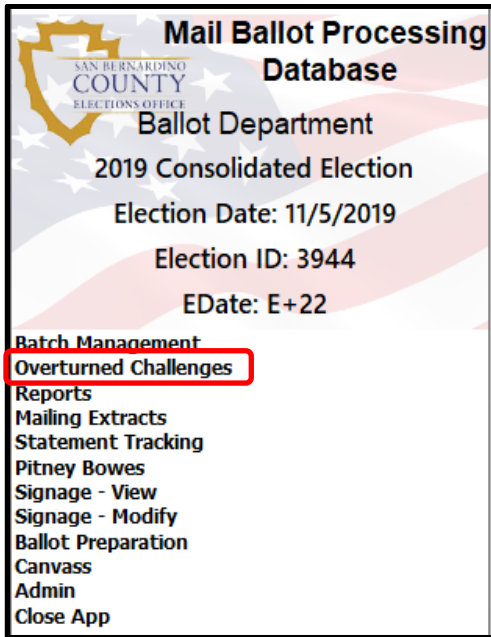 Mail Ballot Processing
Database
SAN BERNARDINO
COUNTY
ELECTIONS OFFICE
Ballot Department
2019 Consolidated Election
Election Date: 11/5/2019
Election ID: 3944
EDate: E+22
Batch Management
Overturned Challenges
Reports
Mailing Extracts
Statement Tracking
Pitney Bowes
Signage - View
Signage - Modify
Ballot Preparation
Canvass
Admin
Close App